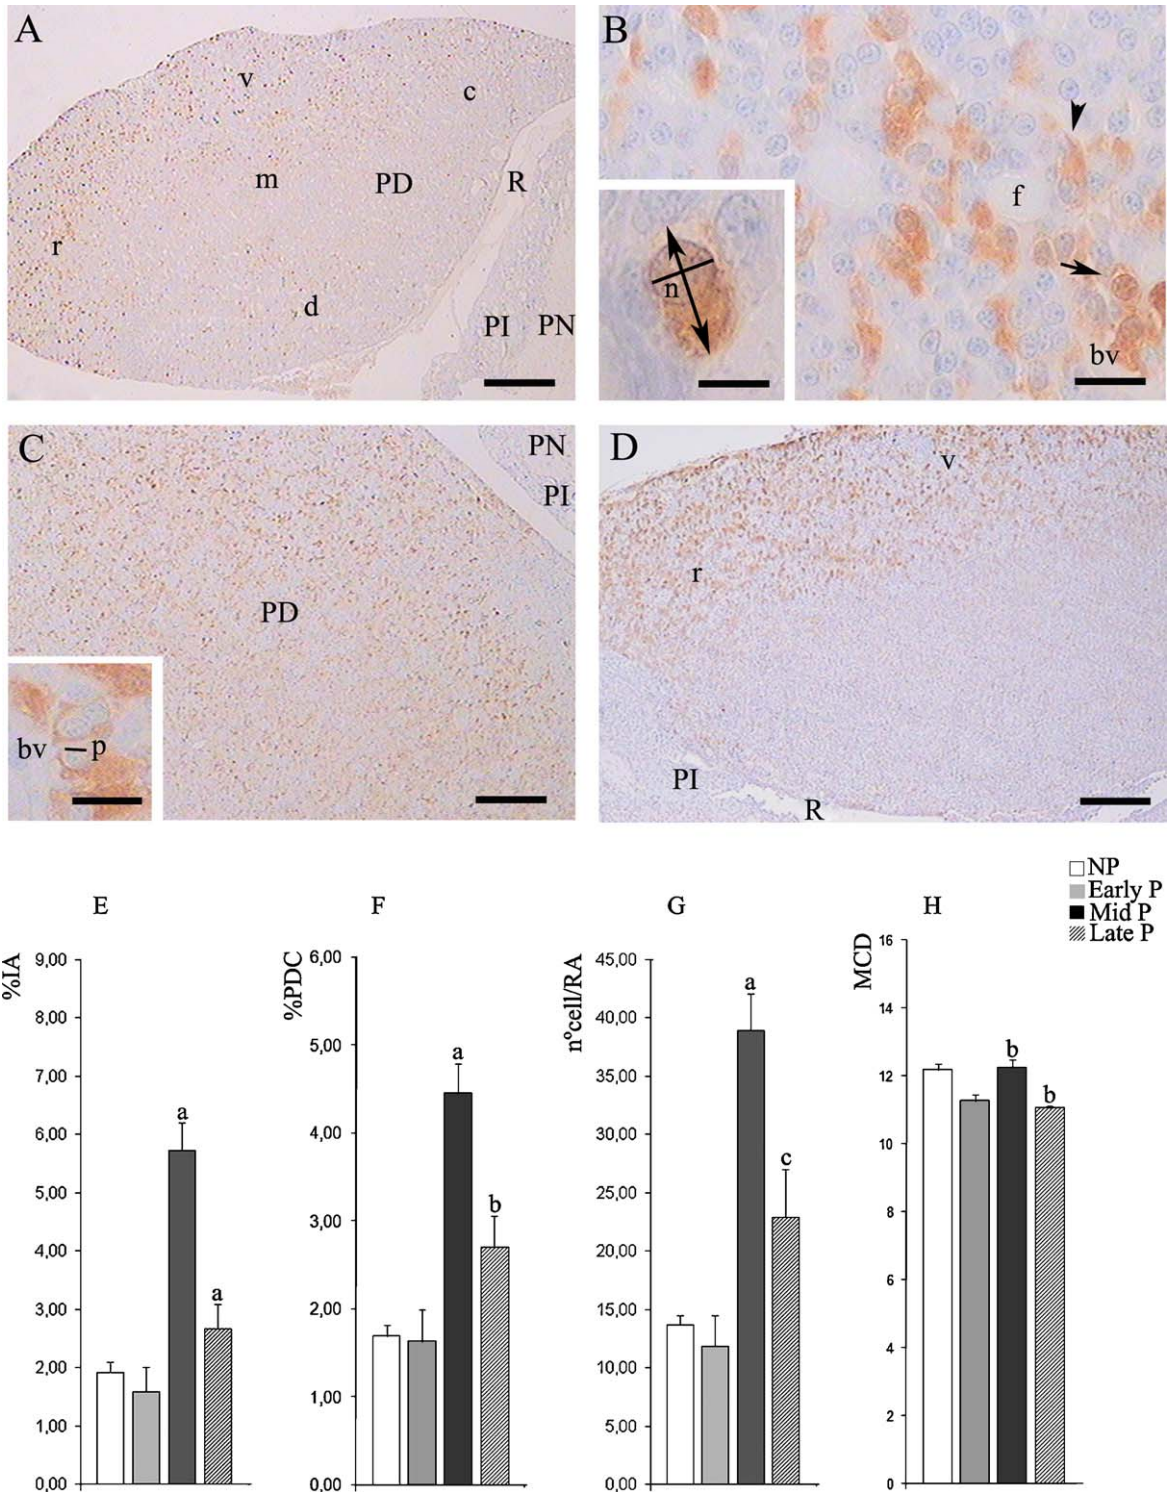 A
v
c
m
PD
R
r
d
PI
PN
B
f
n
bv
C
PN
PI
PD
bv
p
D
v
r
PI
R
NP
Early P
Mid P
Late P
E
%IA
9,00
8,00
7,00
6,00
5,00
4,00
3,00
2,00
1,00
0,00
a
a
F
%PDC
6,00
5,00
4,00
3,00
2,00
1,00
0,00
a
b
G
nºcell/RA
45,00
40,00
35,00
30,00
25,00
20,00
15,00
10,00
5,00
0,00
a
c
H
MCD
16
14
12
10
8
6
4
2
0
b
b